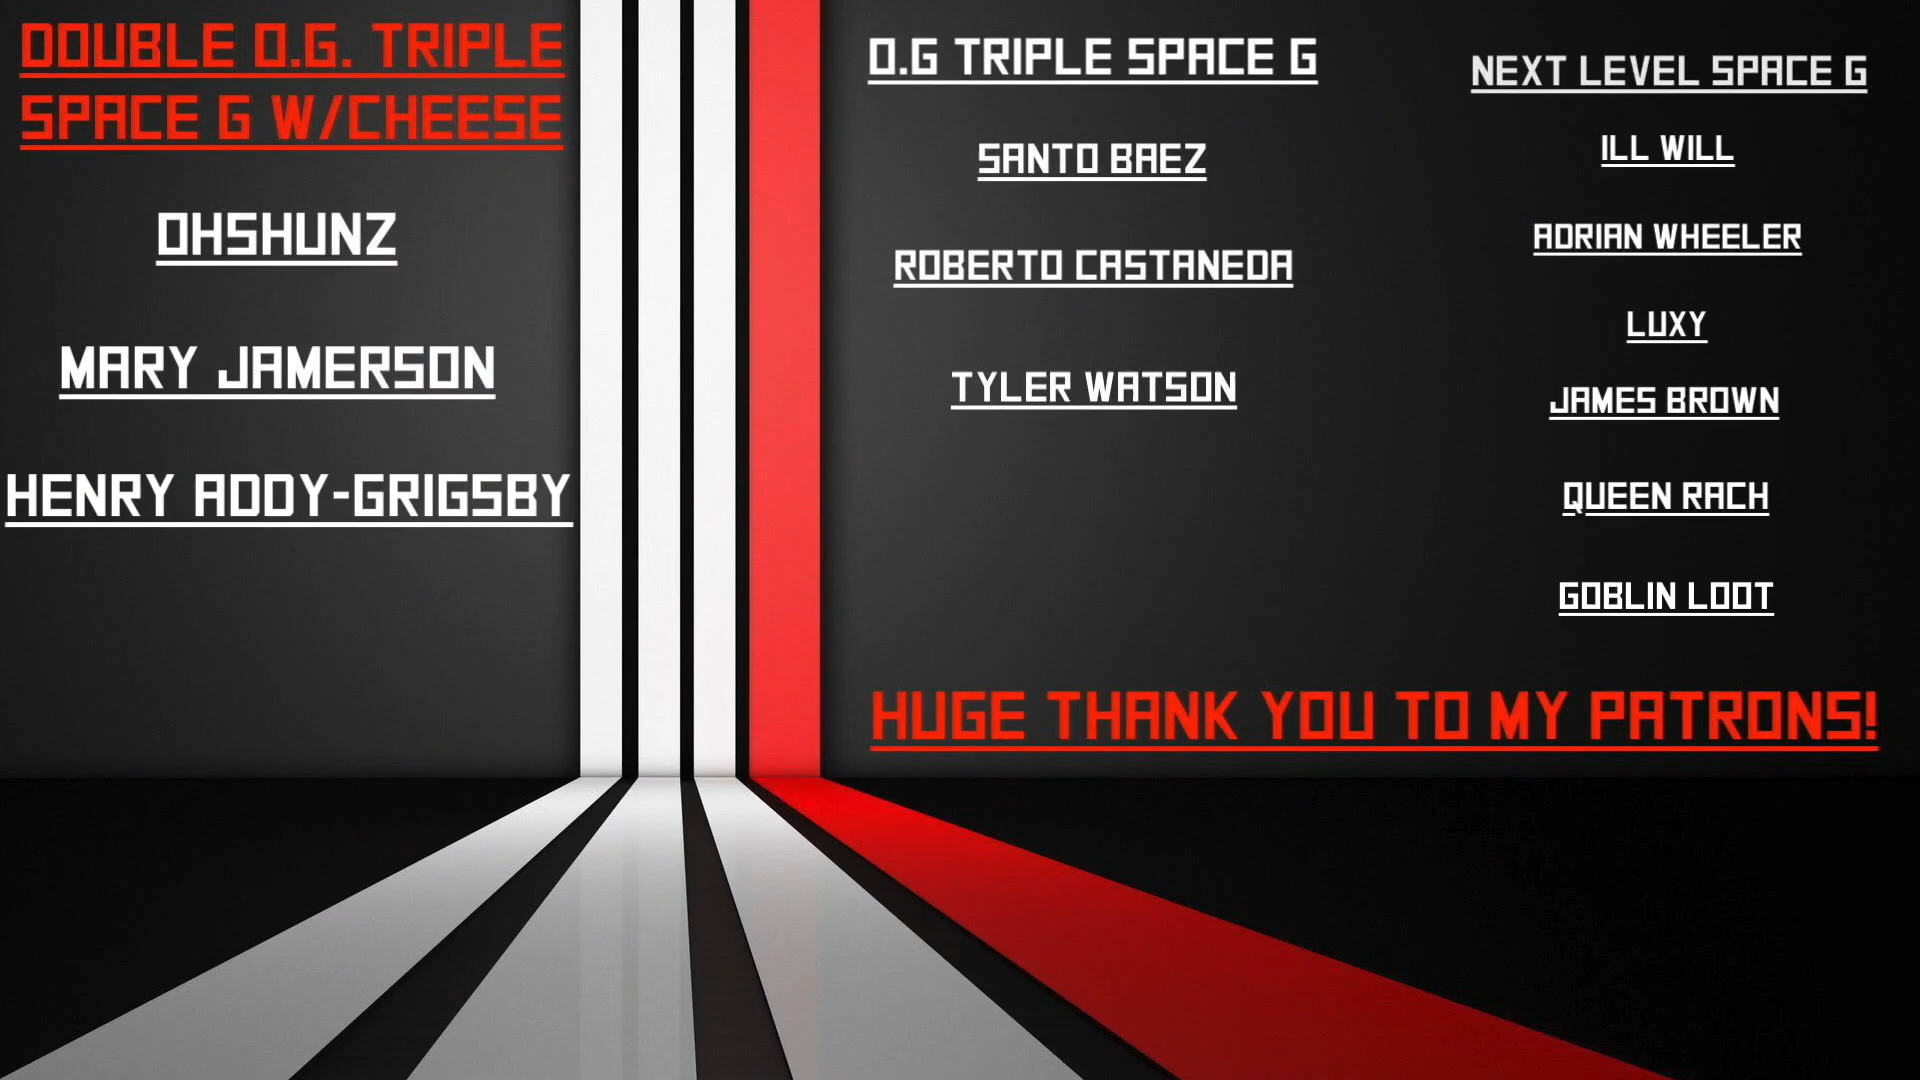 DOUBLE O.G. TRIPLE
SPACE G W/CHEESE
OHSHUNZ
MARY JAMERSON
HENRY ADDY-GRIGSBY
O.G TRIPLE SPACE G
SANTO BAEZ
ROBERTO CASTANEDA
TYLER WATSON
NEXT LEVEL SPACE G
ILL WILL
ADRIAN WHEELER
LUXY
JAMES BROWN
QUEEN RACH
GOBLIN LOOT
HUGE THANK YOU TO MY PATRONS!